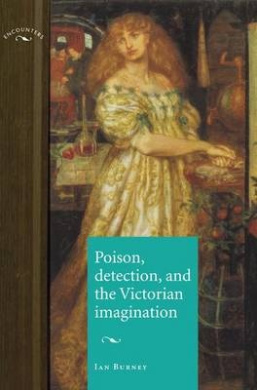 ENCOUNTERS
Poison,
detection, and
the Victorian
imagination
IAN BURNEY